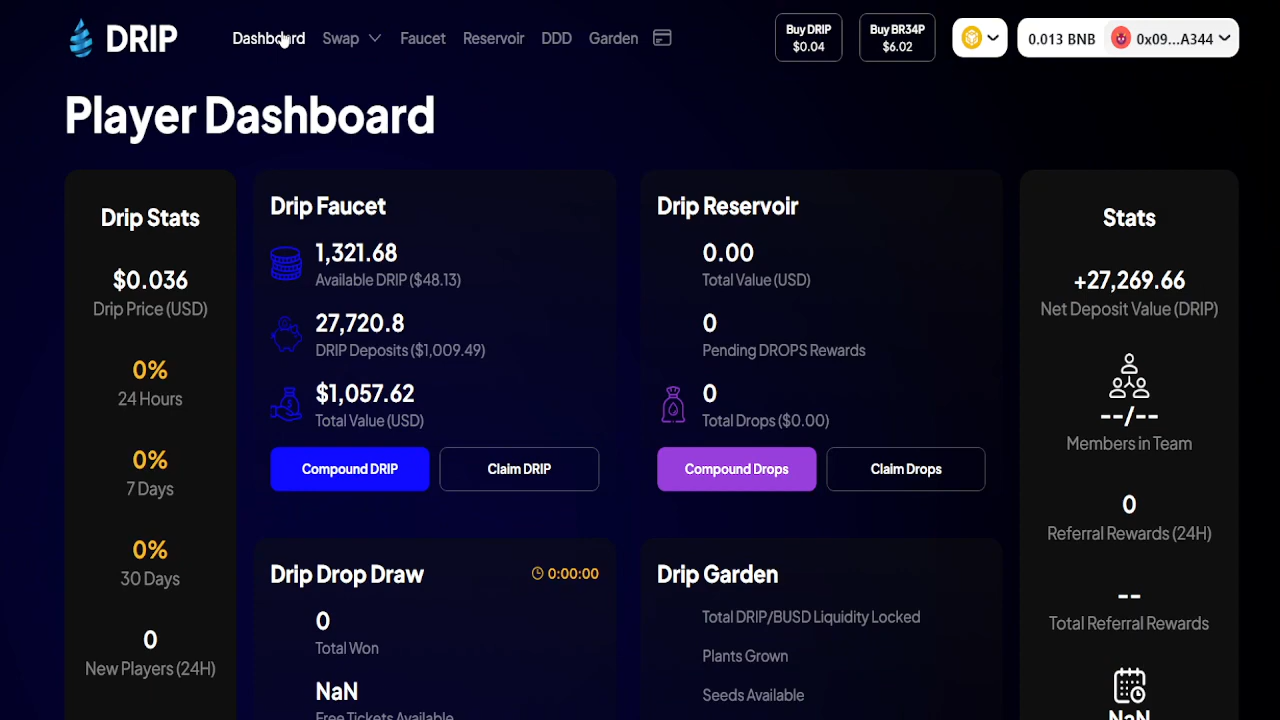 DRIP
Dashboard
Swap
Faucet
Reservoir
DDD
Garden
Buy DRIP
$0.04
Buy BR34P
$6.02
0.013 BNB
0x09...A344
Player Dashboard
Drip Stats
$0.036
Drip Price (USD)
0%
24 Hours
0%
7 Days
0%
30 Days
0
New Players (24H)
Drip Faucet
1,321.68
Available DRIP ($48.13)
27,720.8
DRIP Deposits ($1,009.49)
$1,057.62
Total Value (USD)
Compound DRIP
Claim DRIP
Drip Reservoir
0.00
Total Value (USD)
0
Pending DROPS Rewards
0
Total Drops ($0.00)
Compound Drops
Claim Drops
Stats
+27,269.66
Net Deposit Value (DRIP)
--/--
Members in Team
0
Referral Rewards (24H)
--
Total Referral Rewards
NaN
Drip Drop Draw
0:00:00
0
Total Won
NaN
Free Tickets Available
Drip Garden
Total DRIP/BUSD Liquidity Locked
Plants Grown
Seeds Available